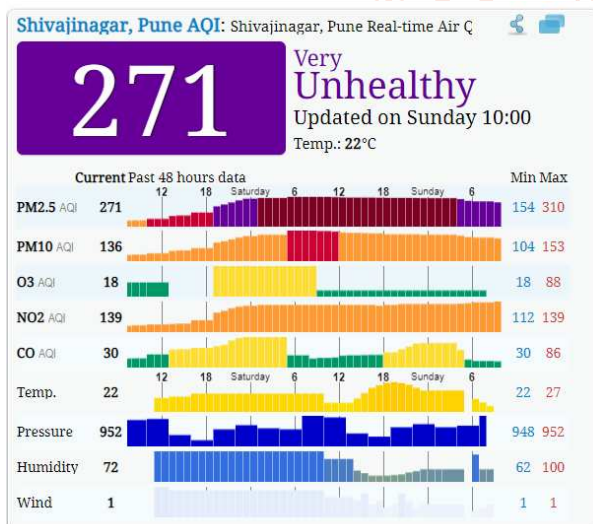 Shivajinagar, Pune AQI: Shivajinagar, Pune Real-time Air Q
271
Very
Unhealthy
Updated on Sunday 10:00
Temp.: 22°C
Current Past 48 hours data Min Max
12 18 Saturday 6 12 18 Sunday 6
PM2.5 AQI 271 154 310
PM10 AQI 136 104 153
O3 AQI 18 18 88
NO2 AQI 139 112 139
CO AQI 30 30 86
12 18 Saturday 6 12 18 Sunday 6
Temp. 22 22 27
Pressure 952 948 952
Humidity 72 62 100
Wind 1 1 1